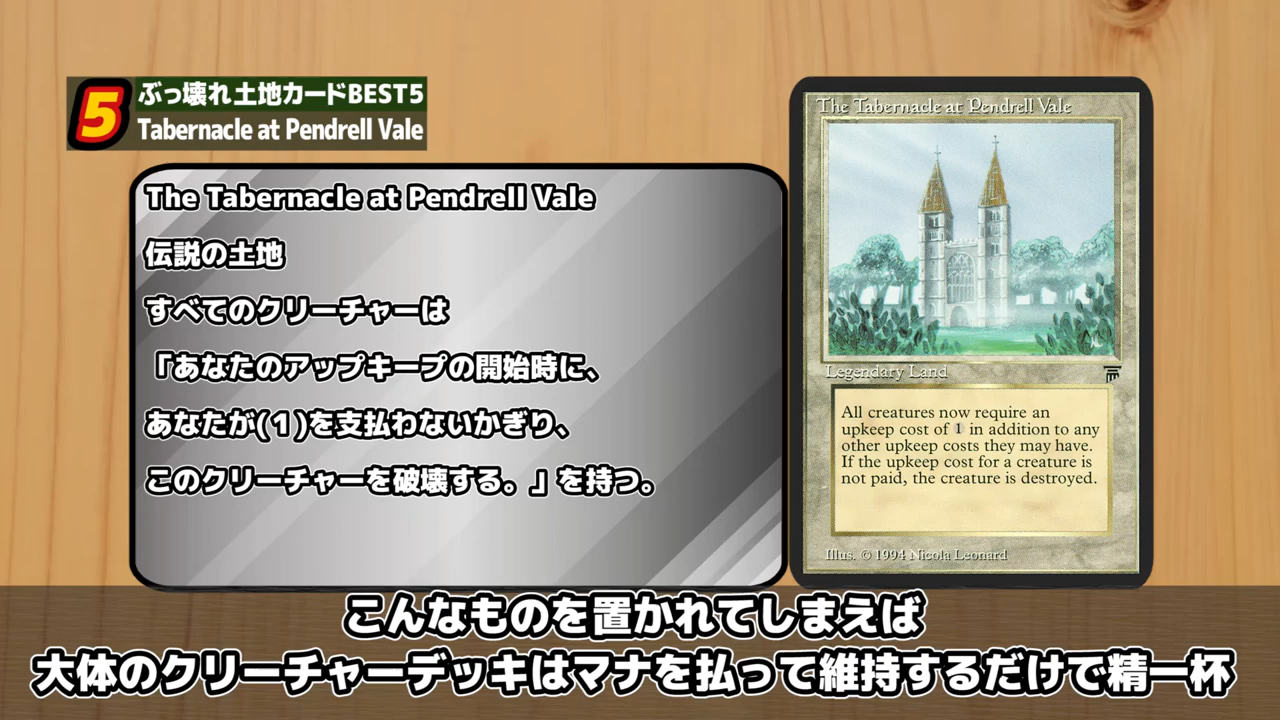 5
ぶっ壊れ土地カードBEST5
Tabernacle at Pendrell Vale
The Tabernacle at Pendrell Vale
伝説の土地
すべてのクリーチャーは
「あなたのアップキープの開始時に、
あなたが(１)を支払わないかぎり、
このクリーチャーを破壊する。」を持つ。
The Tabernacle at Pendrell Vale
Legendary Land
All creatures now require an
upkeep cost of 1 in addition to any
other upkeep costs they may have.
If the upkeep cost for a creature is
not paid, the creature is destroyed.
Illus. © 1994 Nicola Leonard
こんなものを置かれてしまえば
大体のクリーチャーデッキはマナを払って維持するだけで精一杯